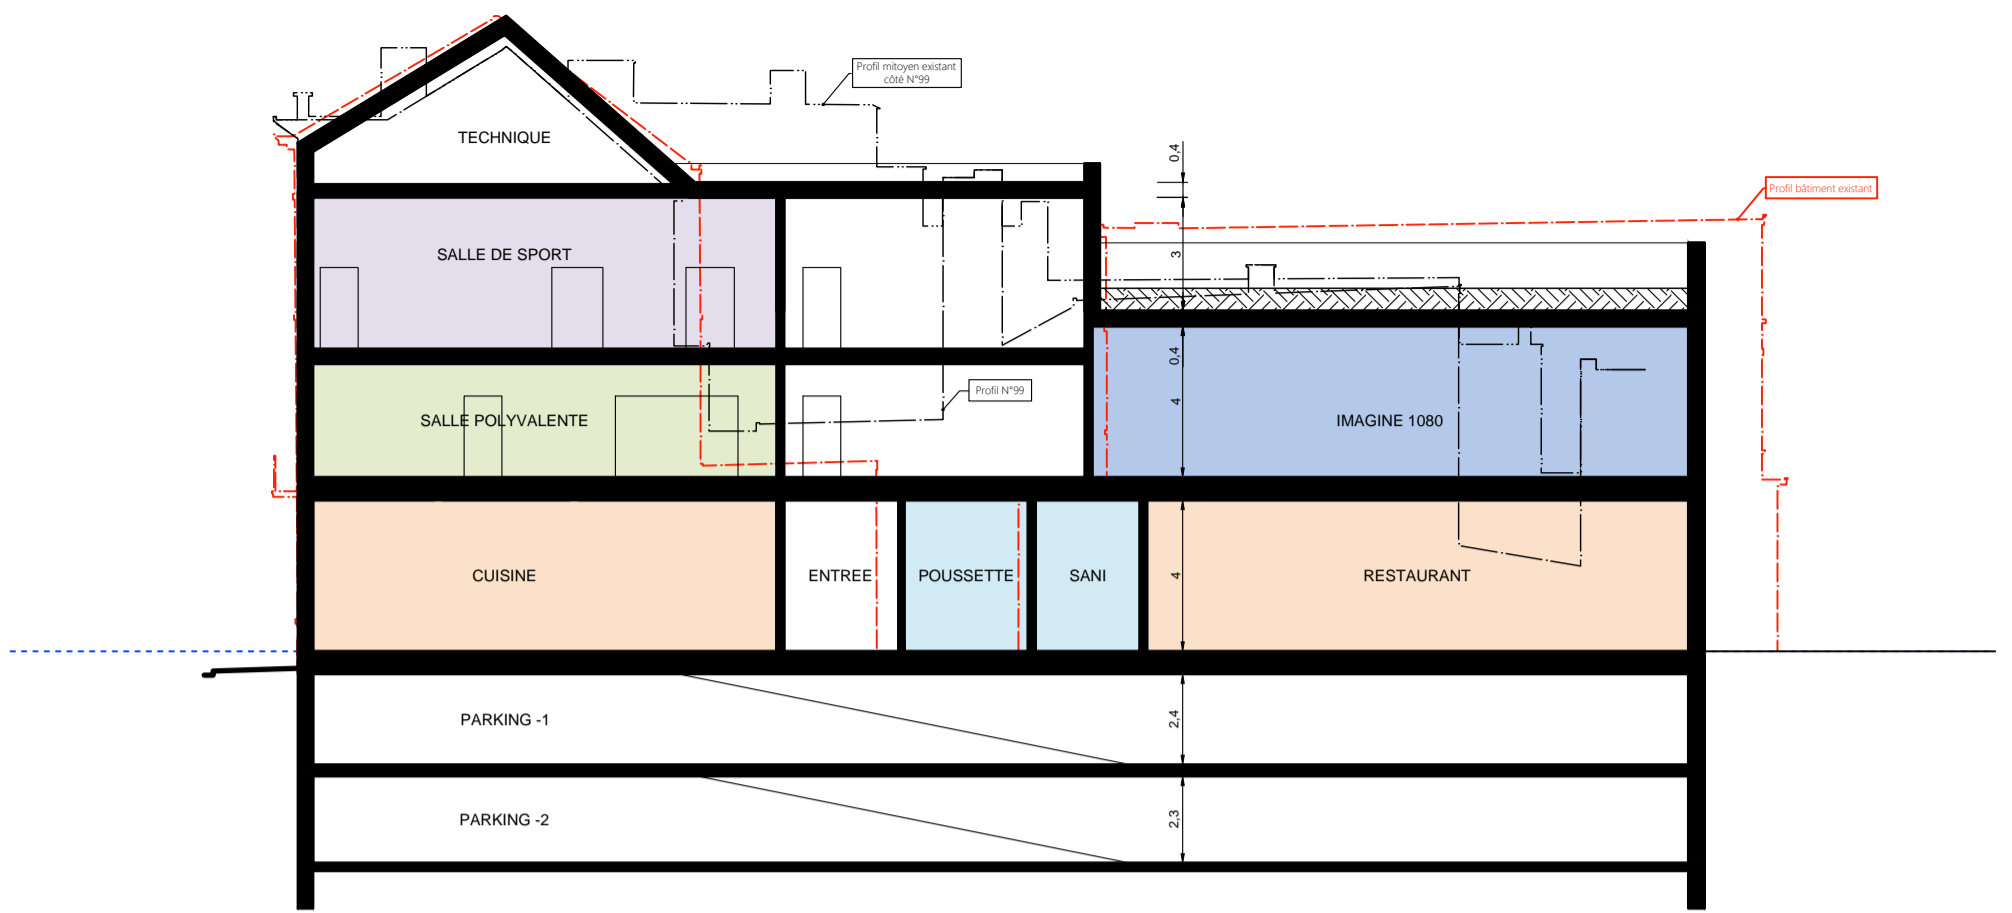 Profil mitoyen existant
côté N°99
TECHNIQUE
0,4
Profil bâtiment existant
SALLE DE SPORT
3
0,4
Profil N°99
4
SALLE POLYVALENTE
IMAGINE 1080
CUISINE
ENTREE
POUSSETTE
SANI
4
RESTAURANT
PARKING -1
2,4
PARKING -2
2,3